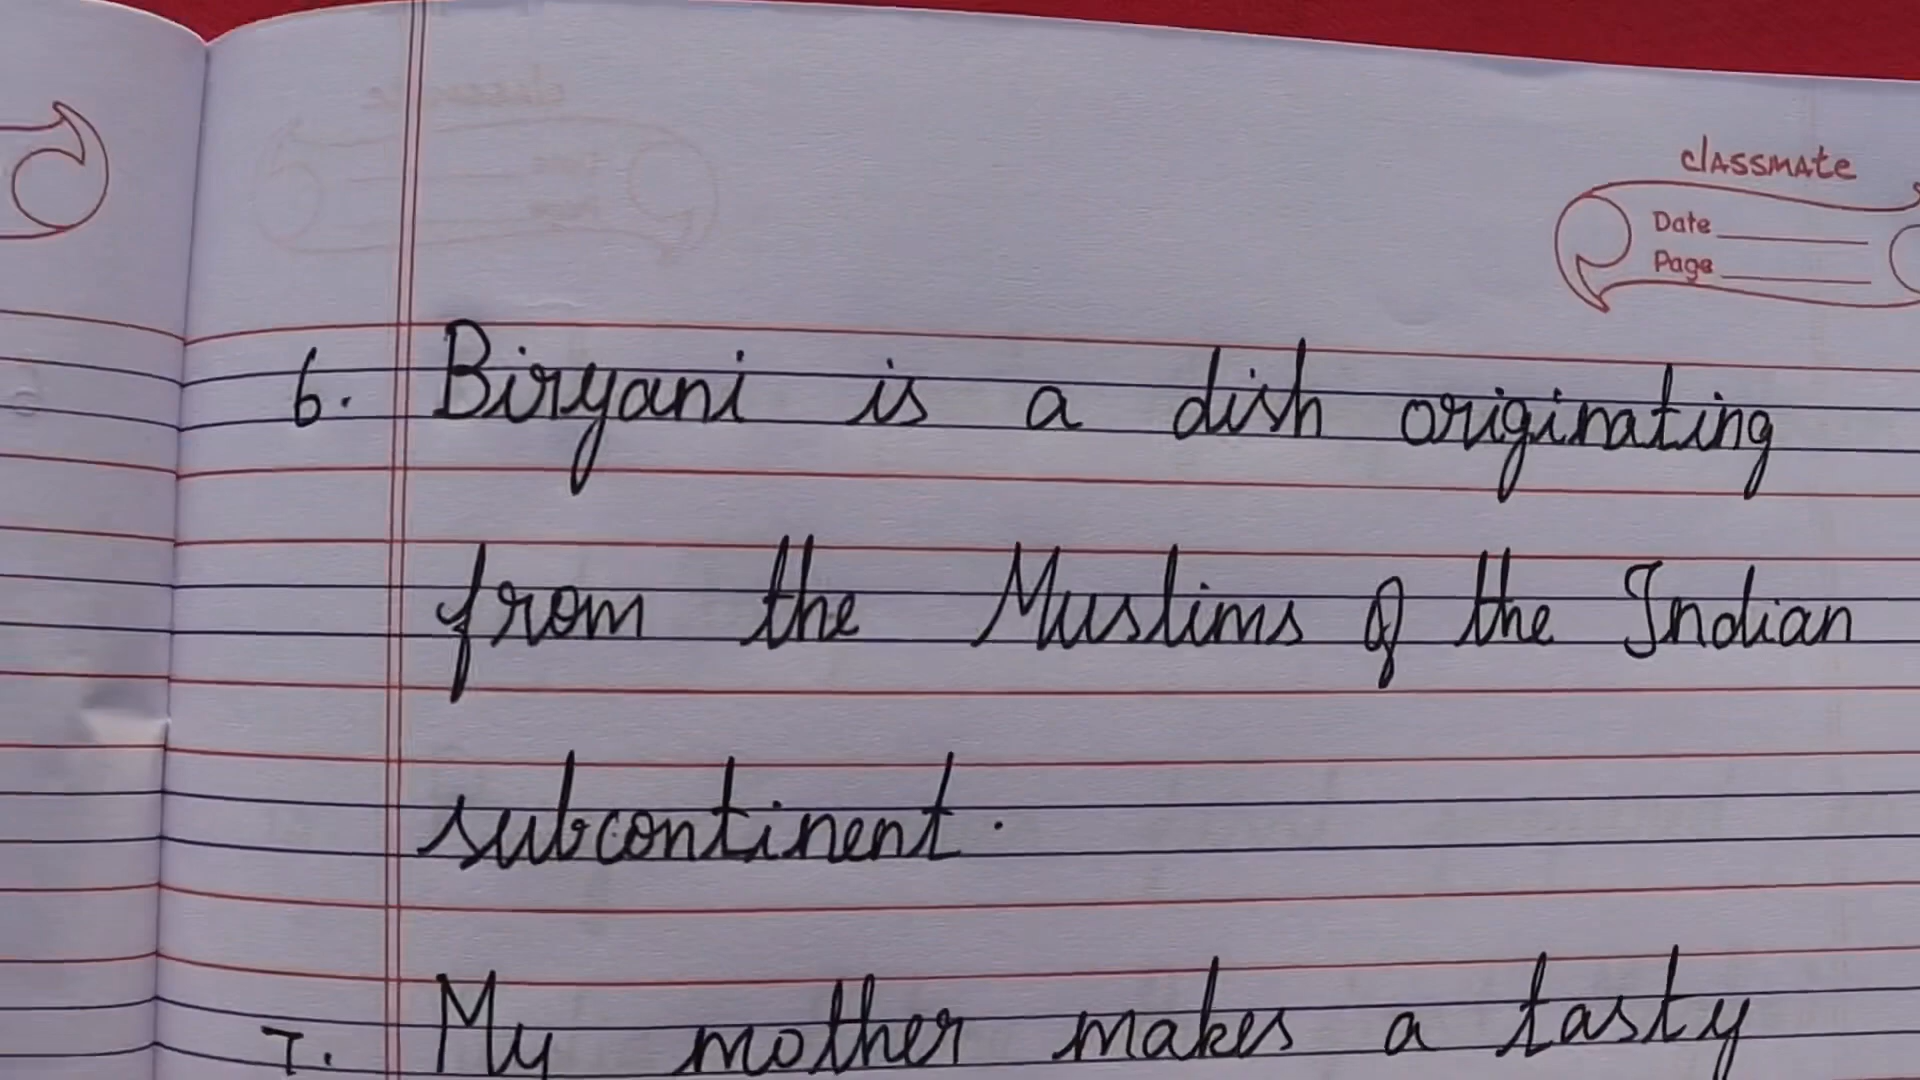 classmate
Date
Page
6. Biryani is a dish originating
from the Muslims of the Indian
subcontinent.
7. My mother makes a tasty